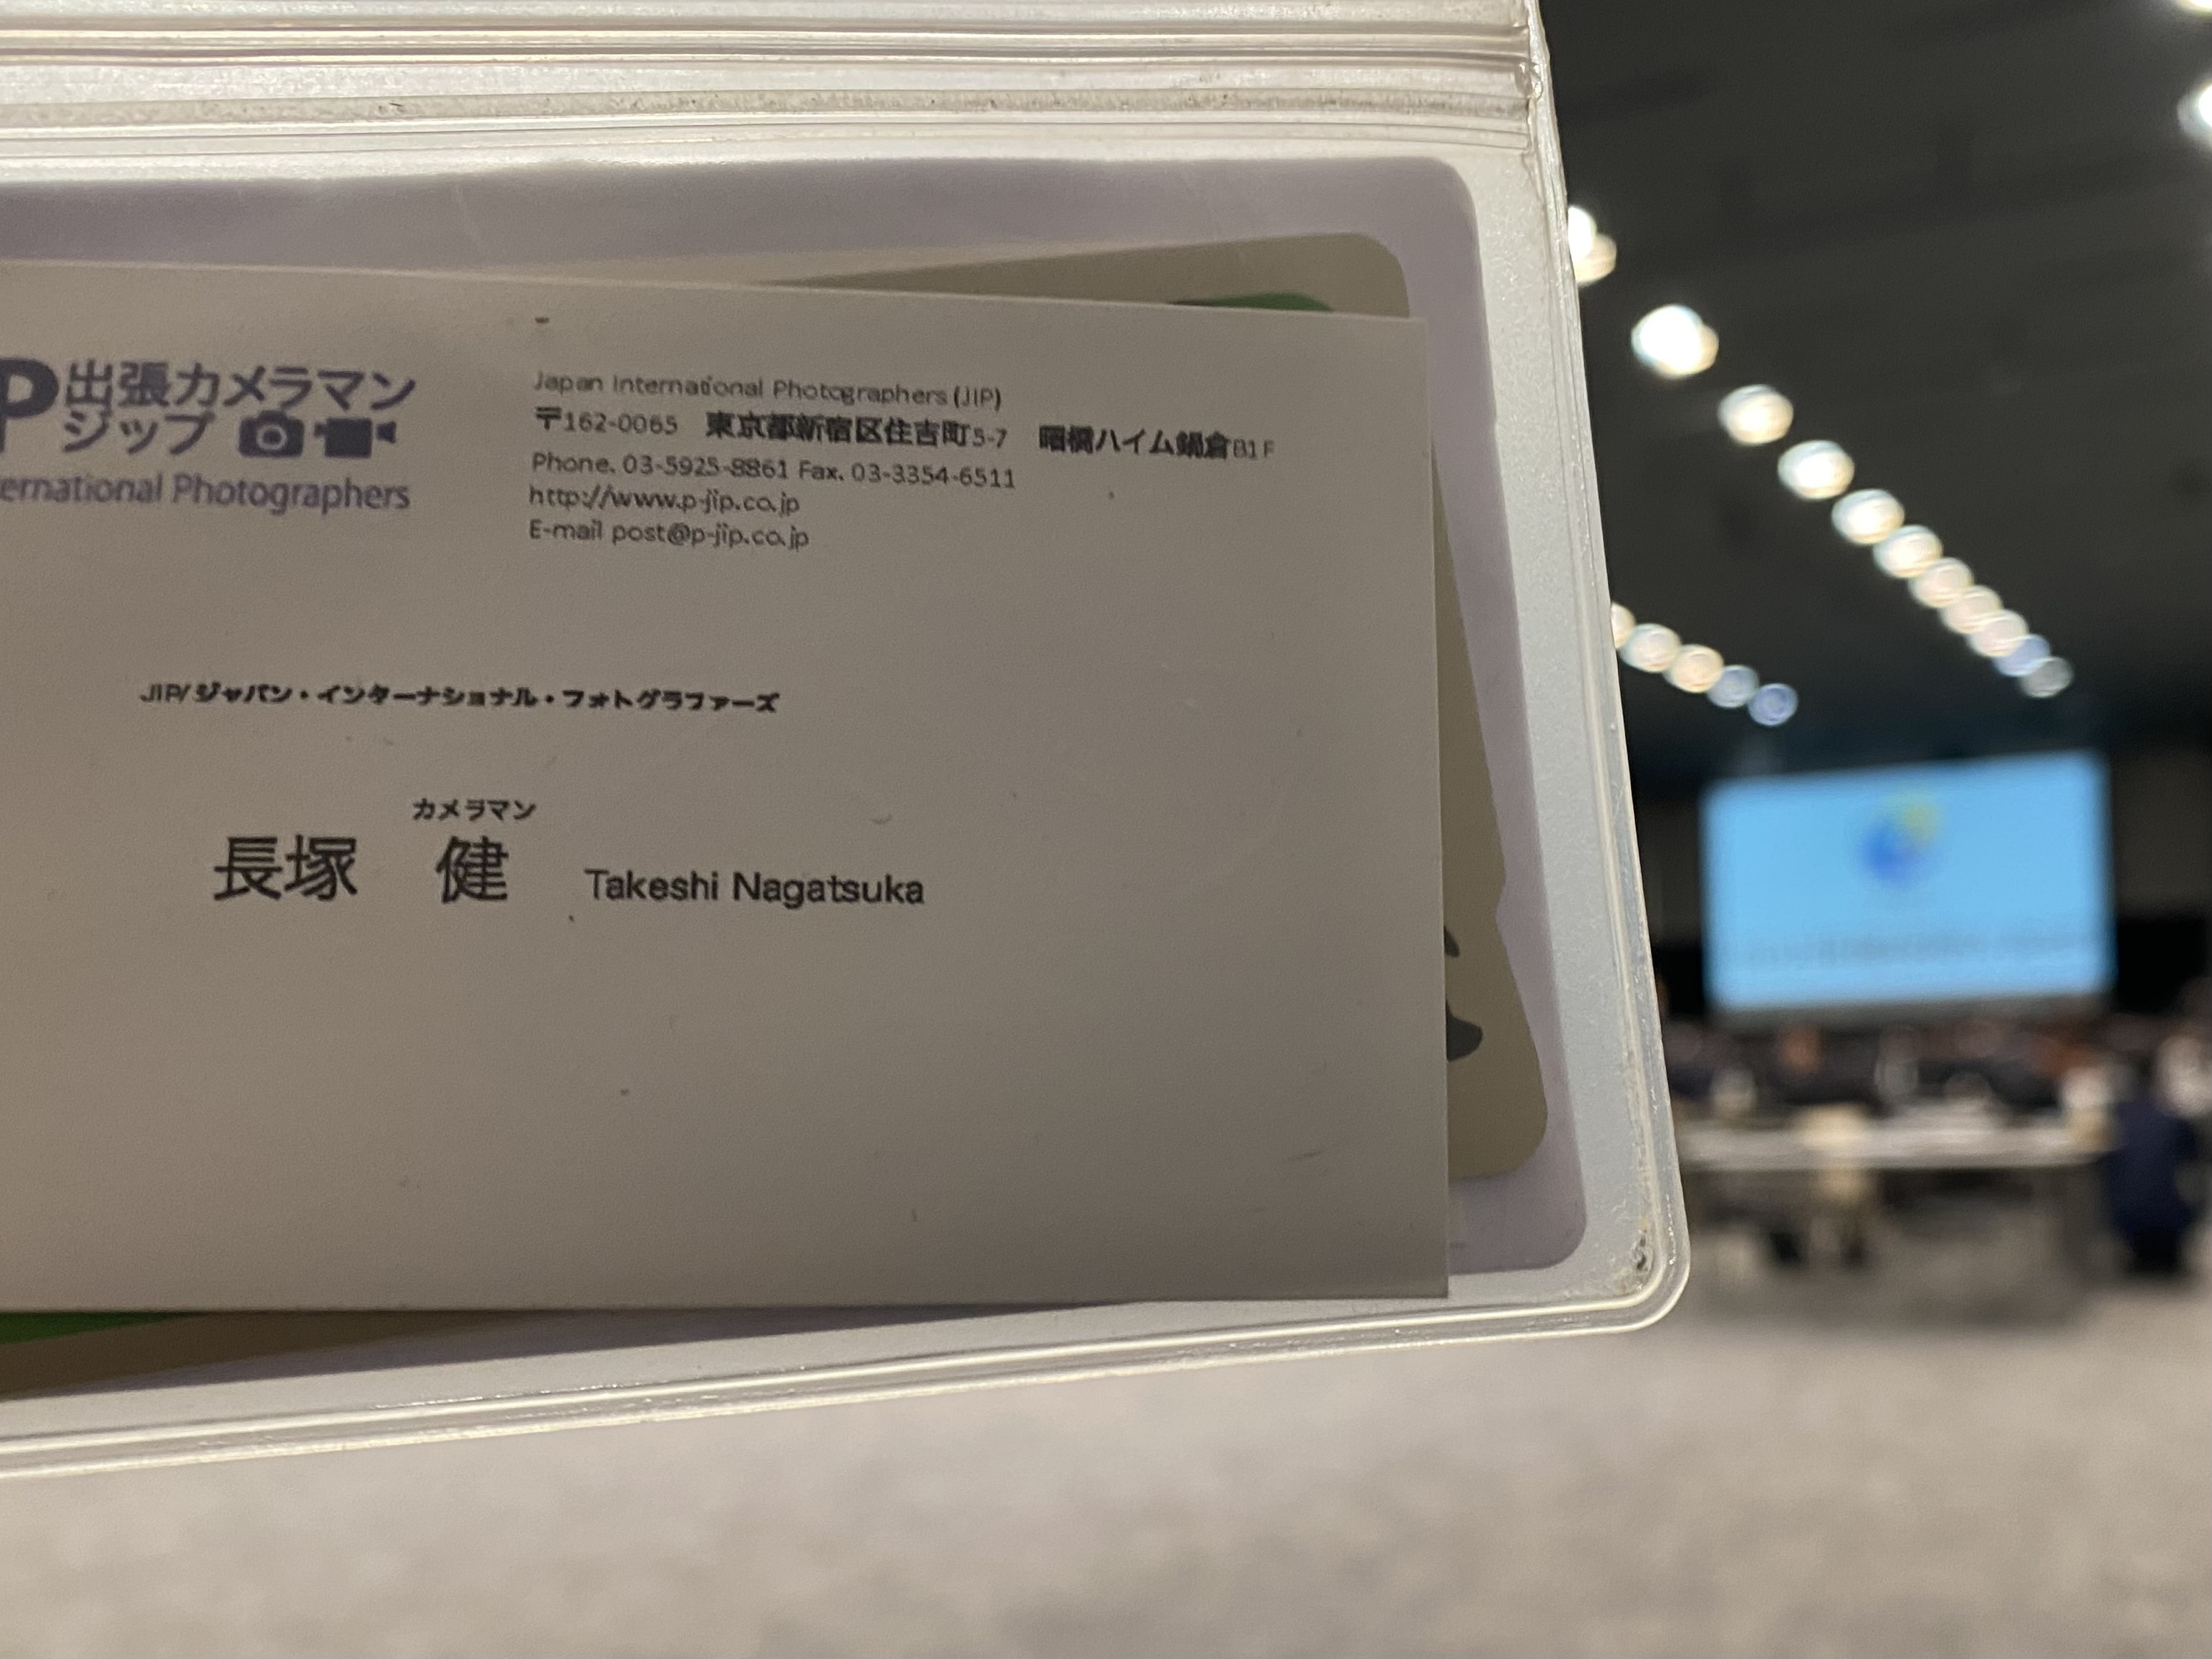 P出張カメラマン
ジップ
ernational Photographers
Japan International Photographers (JIP)
〒162-0065 東京都新宿区住吉町5-7 曙橋ハイム鍋倉B1F
Phone. 03-5925-8861 Fax. 03-3354-6511
http://www.p-jip.co.jp
E-mail post@p-jip.co.jp
JIP/ジャパン・インターナショナル・フォトグラファーズ
カメラマン
長塚 健 Takeshi Nagatsuka